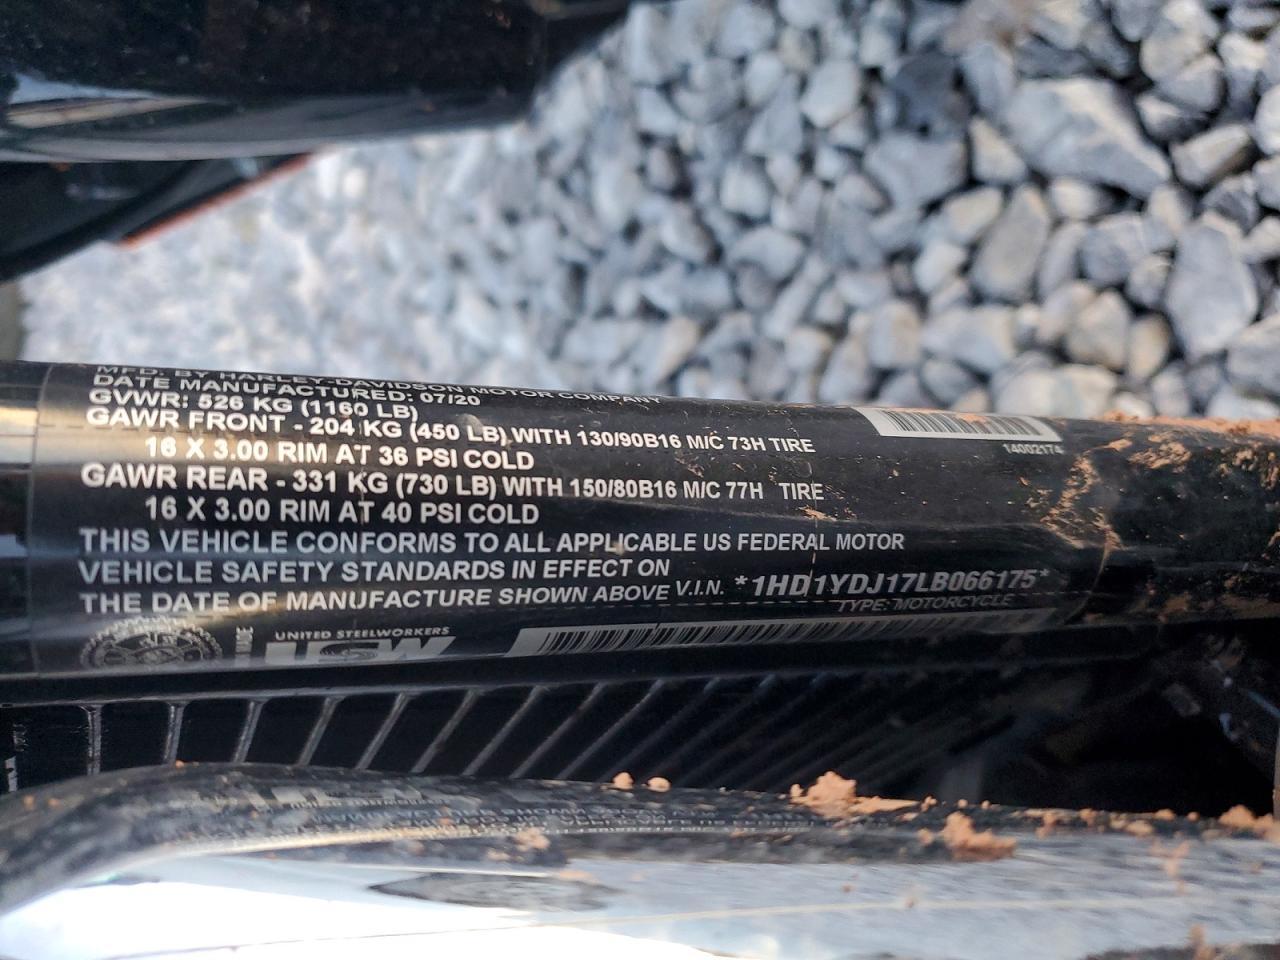 MFD. BY HARLEY-DAVIDSON MOTOR COMPANY
DATE MANUFACTURED: 07/20
GVWR: 526 KG (1160 LB)
GAWR FRONT - 204 KG (450 LB) WITH 130/90B16 M/C 73H TIRE
16 X 3.00 RIM AT 36 PSI COLD
GAWR REAR - 331 KG (730 LB) WITH 150/80B16 M/C 77H TIRE
16 X 3.00 RIM AT 40 PSI COLD
THIS VEHICLE CONFORMS TO ALL APPLICABLE US FEDERAL MOTOR
VEHICLE SAFETY STANDARDS IN EFFECT ON
THE DATE OF MANUFACTURE SHOWN ABOVE V.I.N. *1HD1YDJ17LB066175*
TYPE: MOTORCYCLE
14002174
UNITED STEELWORKERS
USW